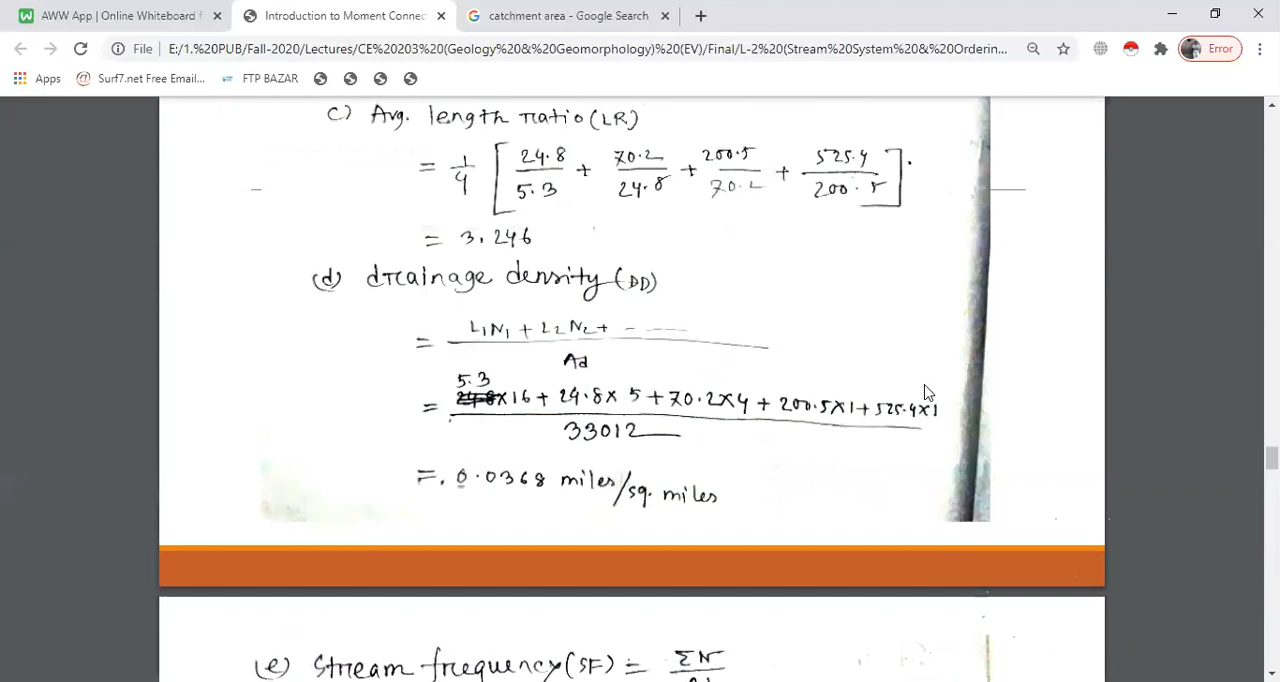 AWW App | Online Whiteboard f
Introduction to Moment Connec
catchment area - Google Search
File
E:/1.%20PUB/Fall-2020/Lectures/CE%20103%20(Geology%20&%20Geomorphology)%20(EV)/Final/L-2%20(Stream%20System%20&%20Orderin...
Error
Apps
Surf7.net Free Email...
FTP BAZAR
c) Avg. length ratio (LR)
= 1/4 [ 24.8/5.3 + 70.2/24.8 + 200.5/70.2 + 525.4/200.5 ].
= 3.246
(d) drainage density (DD)
= L1N1 + L2N2 + - ----
Ad
5.3
= 24.8×16 + 24.8× 5 + 70.2×4 + 200.5×1 + 525.4×1
33012
=. 0.0368 miles/sq. miles
(e) Stream frequency (SF) = ΣN